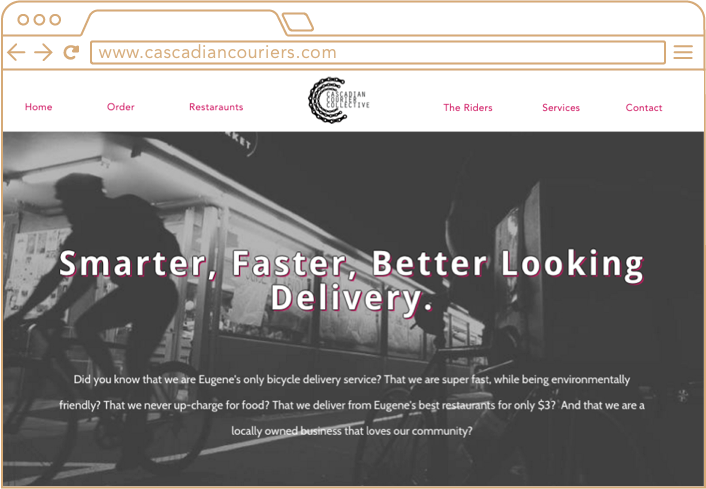 www.cascadiancouriers.com
Home Order Restaraunts
CASCADIAN
COURIER
COLLECTIVE
The Riders Services Contact
RKET
Smarter, Faster, Better Looking
Delivery.
Did you know that we are Eugene's only bicycle delivery service? That we are super fast, while being environmentally
friendly? That we never up-charge for food? That we deliver from Eugene's best restaurants for only $3? And that we are a
locally owned business that loves our community?